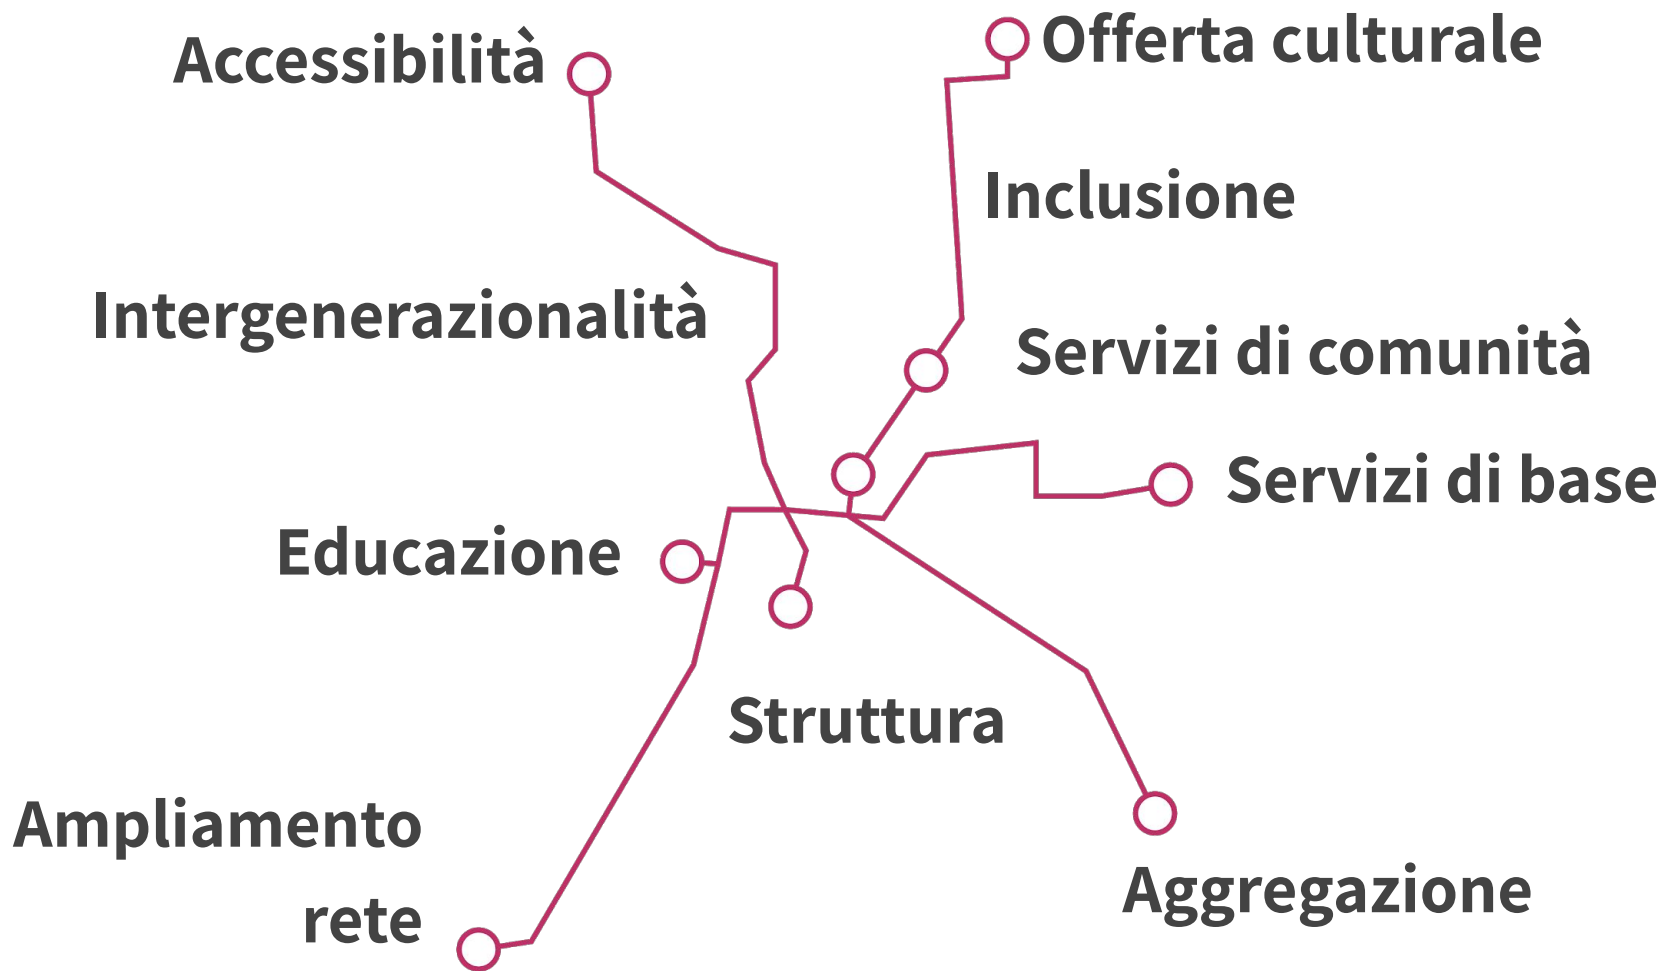 Accessibilità
Offerta culturale
Inclusione
Intergenerazionalità
Servizi di comunità
Servizi di base
Educazione
Struttura
Ampliamento
rete
Aggregazione